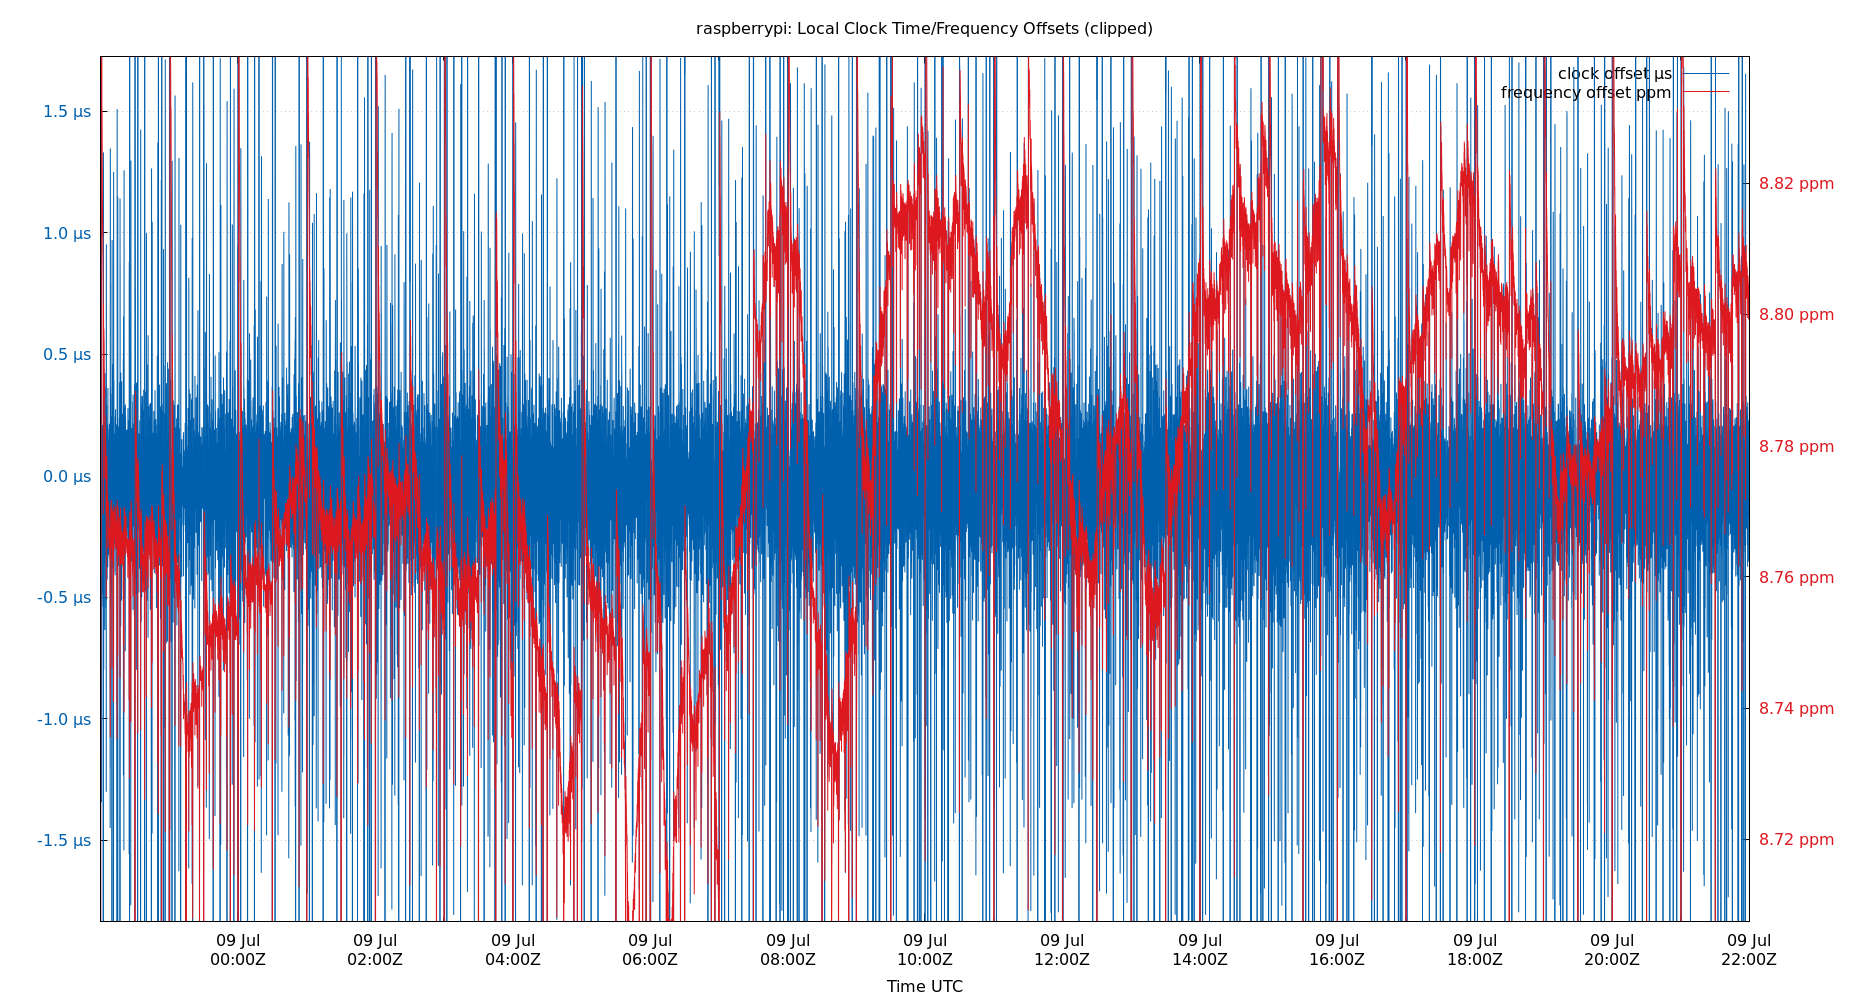 raspberrypi: Local Clock Time/Frequency Offsets (clipped)
clock offset µs
frequency offset ppm
1.5 µs
1.0 µs
0.5 µs
0.0 µs
-0.5 µs
-1.0 µs
-1.5 µs
8.82 ppm
8.80 ppm
8.78 ppm
8.76 ppm
8.74 ppm
8.72 ppm
09 Jul 09 Jul 09 Jul 09 Jul 09 Jul 09 Jul 09 Jul 09 Jul 09 Jul 09 Jul 09 Jul 09 Jul
00:00Z 02:00Z 04:00Z 06:00Z 08:00Z 10:00Z 12:00Z 14:00Z 16:00Z 18:00Z 20:00Z 22:00Z
Time UTC